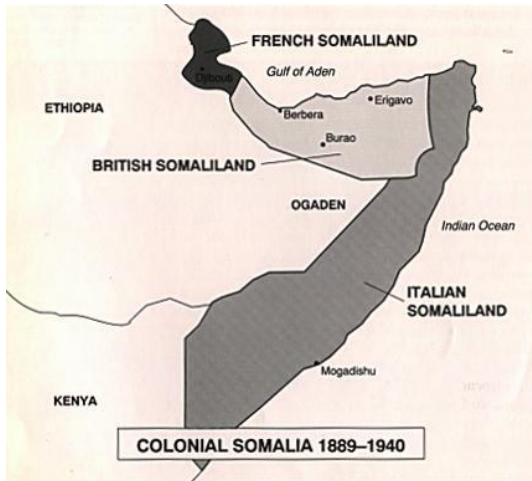 FRENCH SOMALILAND
Djibouti
Gulf of Aden
ETHIOPIA
Erigavo
Berbera
Burao
BRITISH SOMALILAND
OGADEN
Indian Ocean
ITALIAN
SOMALILAND
Mogadishu
KENYA
COLONIAL SOMALIA 1889–1940